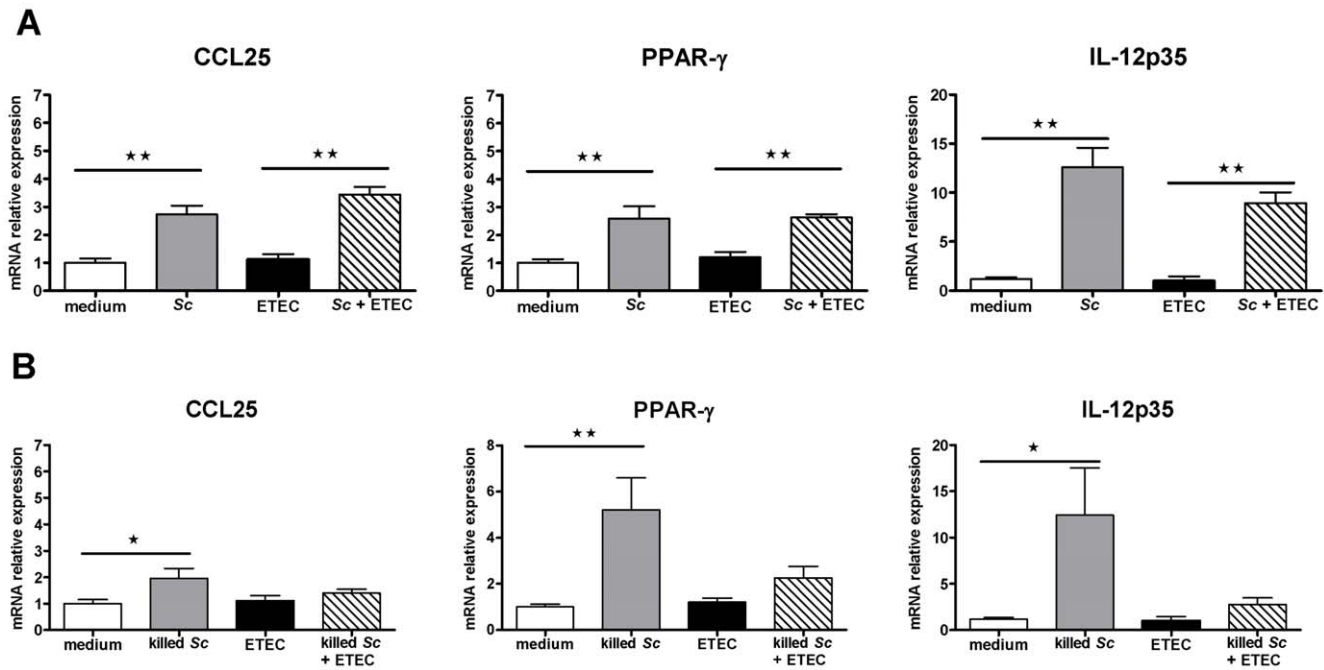 A
CCL25
PPAR-γ
IL-12p35
mRNA relative expression
7
6
5
4
3
2
1
0
★★
★★
medium
Sc
ETEC
Sc + ETEC
mRNA relative expression
7
6
5
4
3
2
1
0
★★
★★
medium
Sc
ETEC
Sc + ETEC
mRNA relative expression
20
15
10
5
0
★★
★★
medium
Sc
ETEC
Sc + ETEC
B
CCL25
PPAR-γ
IL-12p35
mRNA relative expression
7
6
5
4
3
2
1
0
★
medium
killed Sc
ETEC
killed Sc
+ ETEC
mRNA relative expression
8
6
4
2
0
★★
medium
killed Sc
ETEC
killed Sc
+ ETEC
mRNA relative expression
20
15
10
5
0
★
medium
killed Sc
ETEC
killed Sc
+ ETEC